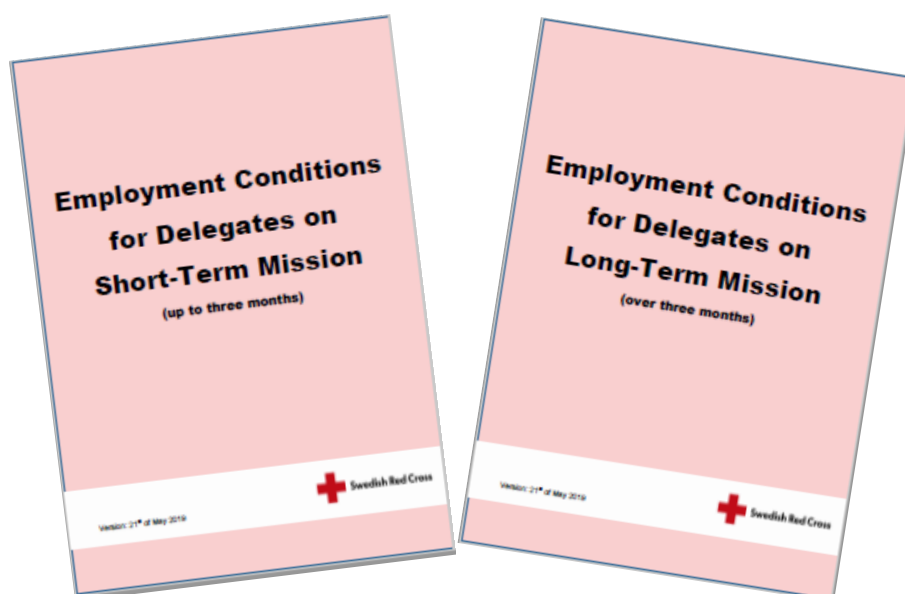 Employment Conditions
for Delegates on
Short-Term Mission
(up to three months)
Swedish Red Cross
Version: 21st of May 2019
Employment Conditions
for Delegates on
Long-Term Mission
(over three months)
Version: 21st of May 2019
Swedish Red Cross